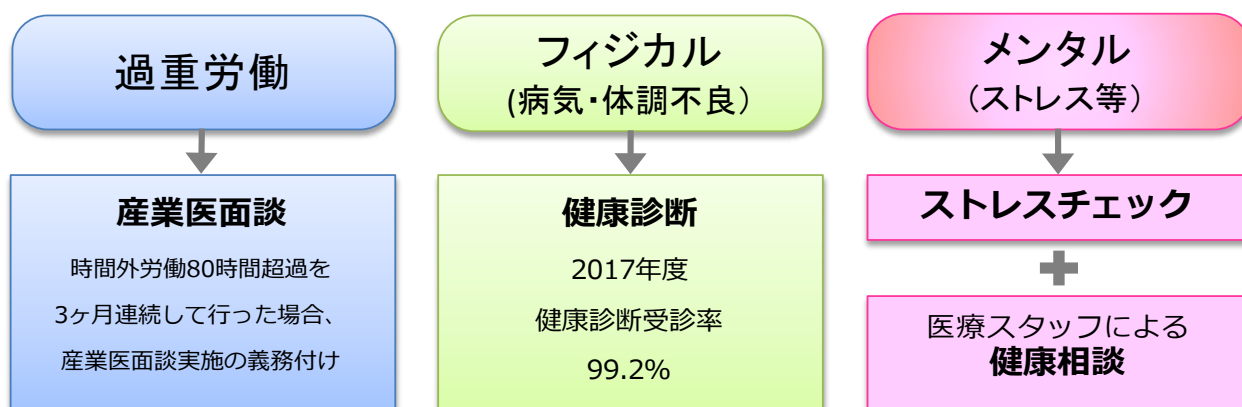 過重労働
産業医面談
時間外労働80時間超過を
3ヶ月連続して行った場合、
産業医面談実施の義務付け
フィジカル
(病気・体調不良）
健康診断
2017年度
健康診断受診率
99.2%
メンタル
（ストレス等）
ストレスチェック
医療スタッフによる
健康相談